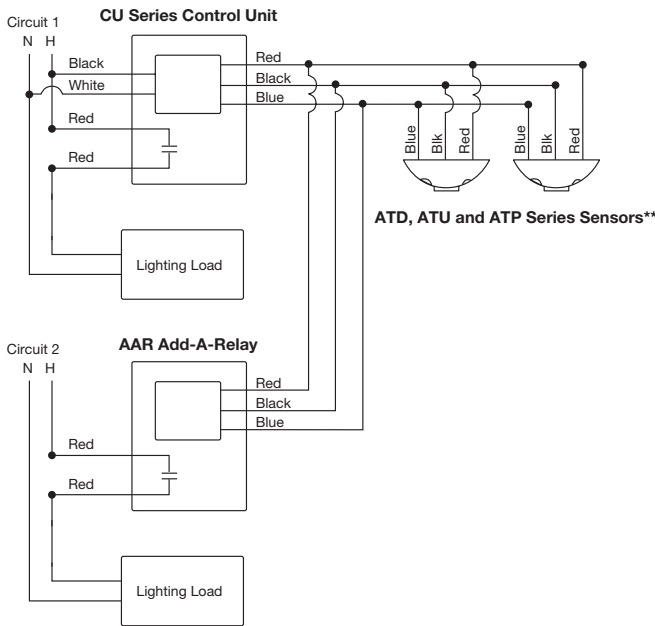 CU Series Control Unit
Circuit 1
N H
Black
White
Red
Red
Red
Black
Blue
Blue
Blk
Red
Blue
Blk
Red
ATD, ATU and ATP Series Sensors**
Lighting Load
AAR Add-A-Relay
Circuit 2
N H
Red
Black
Blue
Red
Red
Lighting Load